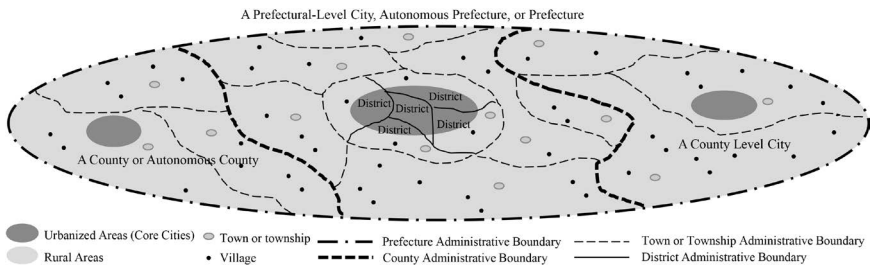 A Prefectural-Level City, Autonomous Prefecture, or Prefecture
District
District
District
District
District
A County or Autonomous County
A County Level City
Urbanized Areas (Core Cities)
Town or township
Prefecture Administrative Boundary
Town or Township Administrative Boundary
Rural Areas
Village
County Administrative Boundary
District Administrative Boundary